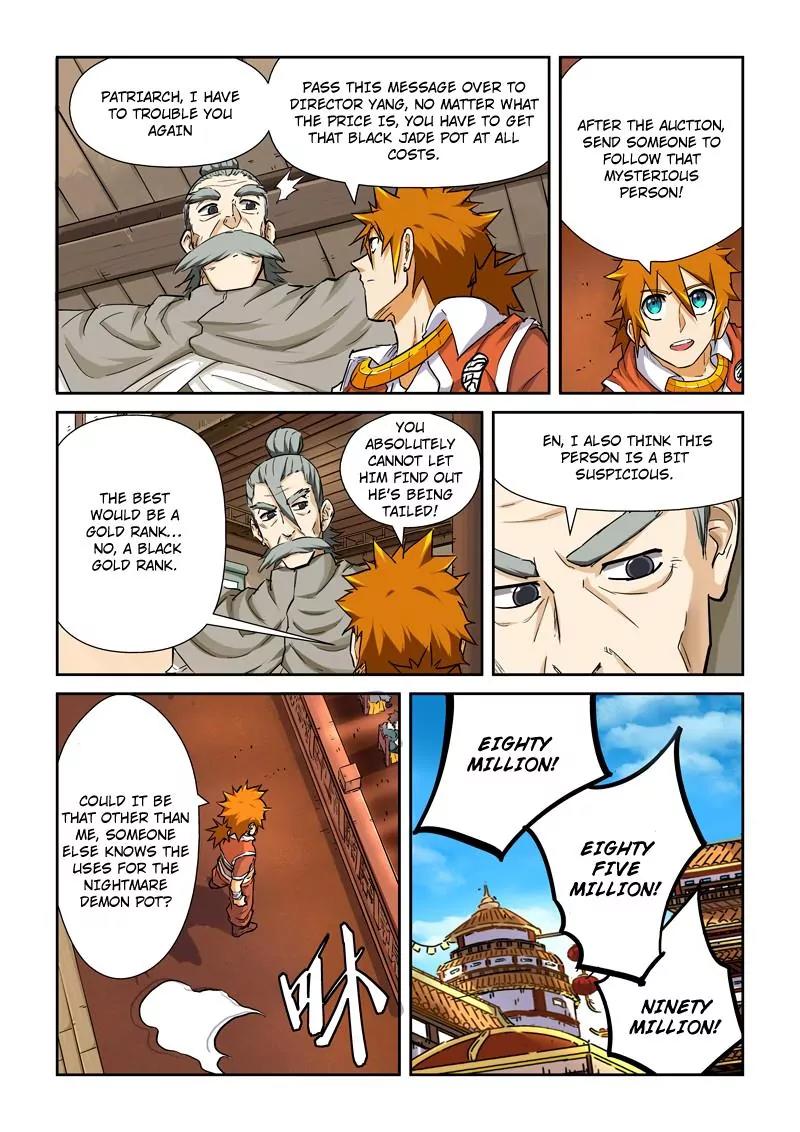 PATRIARCH, I HAVE
TO TROUBLE YOU
AGAIN
PASS THIS MESSAGE OVER TO
DIRECTOR YANG, NO MATTER WHAT
THE PRICE IS, YOU HAVE TO GET
THAT BLACK JADE POT AT ALL
COSTS.
AFTER THE AUCTION,
SEND SOMEONE TO
FOLLOW THAT
MYSTERIOUS
PERSON!
THE BEST
WOULD BE A
GOLD RANK...
NO, A BLACK
GOLD RANK.
YOU
ABSOLUTELY
CANNOT LET
HIM FIND OUT
HE'S BEING
TAILED!
EN, I ALSO THINK THIS
PERSON IS A BIT
SUSPICIOUS.
COULD IT BE
THAT OTHER THAN
ME, SOMEONE
ELSE KNOWS THE
USES FOR THE
NIGHTMARE
DEMON POT?
咻
EIGHTY
MILLION!
EIGHTY
FIVE
MILLION!
NINETY
MILLION!